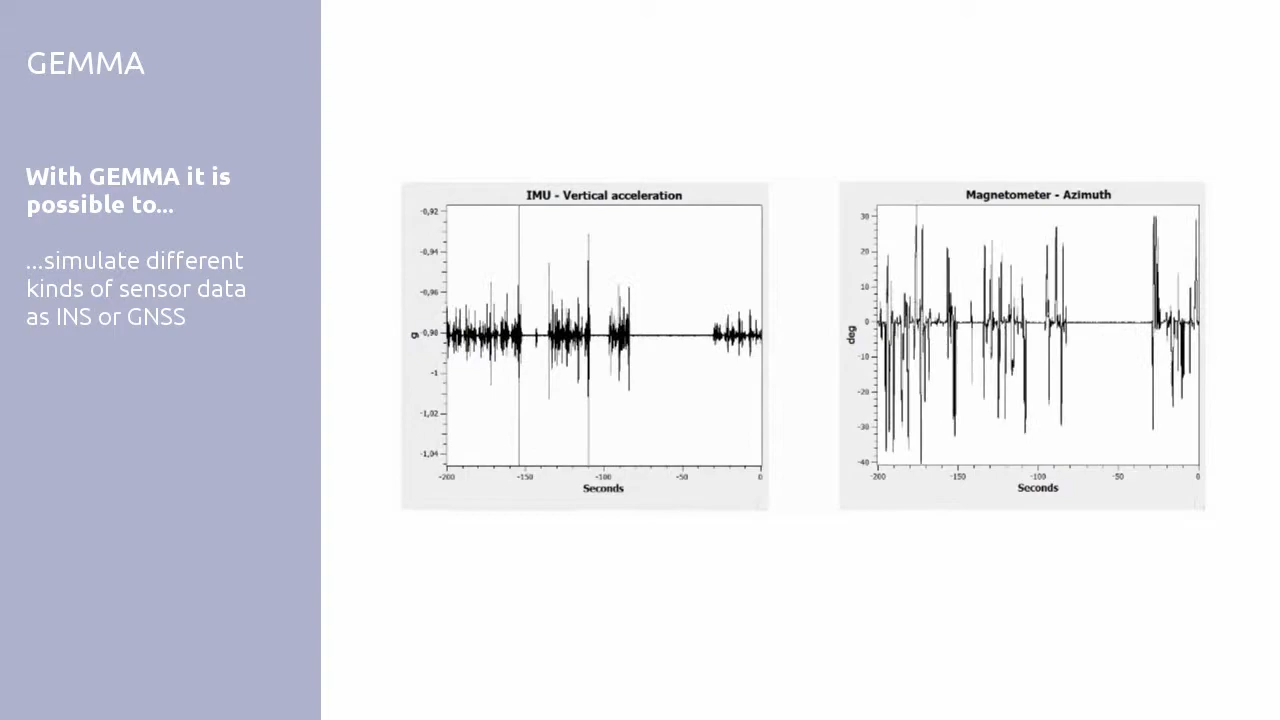 GEMMA
With GEMMA it is
possible to...
...simulate different
kinds of sensor data
as INS or GNSS
IMU - Vertical acceleration
-0,92
-0,94
-0,96
-0,98
-1
-1,02
-1,04
g
-200
-150
-100
-50
0
Seconds
Magnetometer - Azimuth
30
20
10
0
-10
-20
-30
-40
deg
-200
-150
-100
-50
0
Seconds